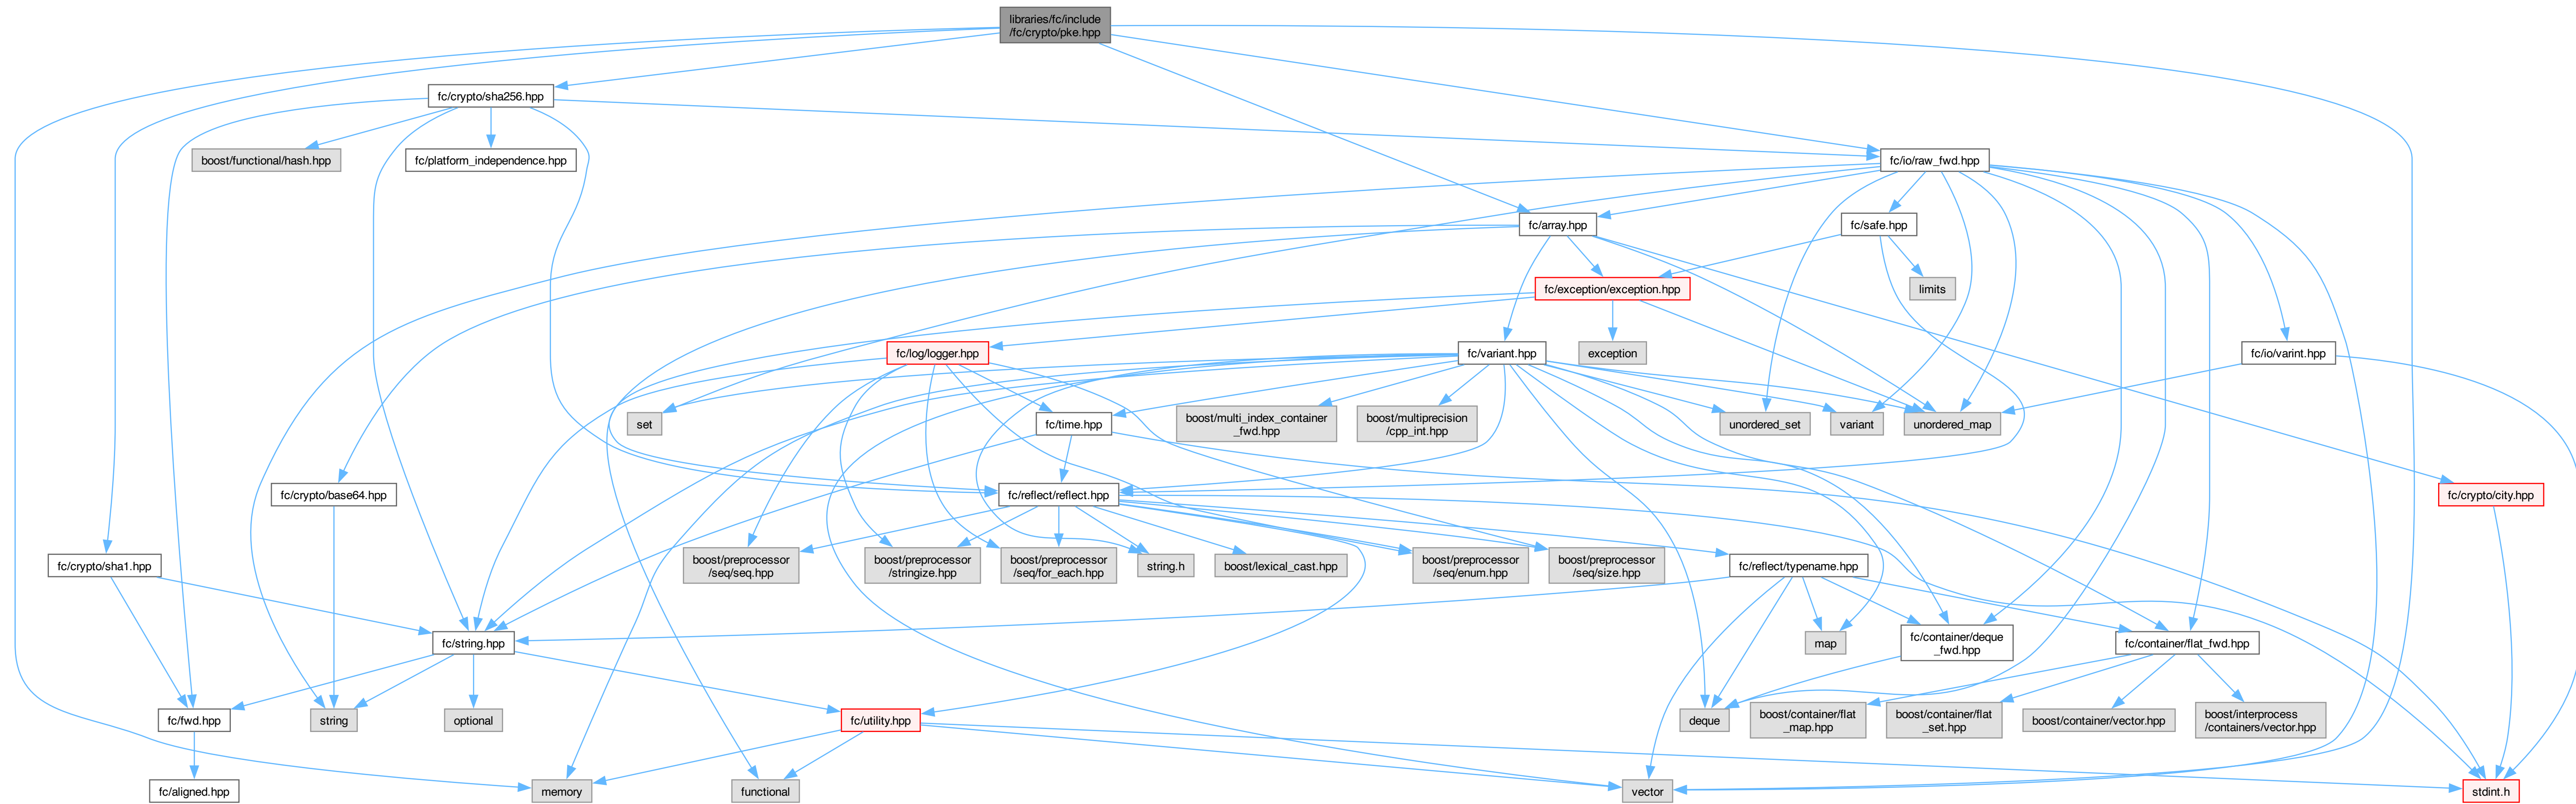 libraries/fc/include
/fc/crypto/pke.hpp
fc/crypto/sha256.hpp
boost/functional/hash.hpp
fc/platform_independence.hpp
fc/io/raw_fwd.hpp
fc/array.hpp
fc/safe.hpp
fc/exception/exception.hpp
limits
fc/log/logger.hpp
fc/variant.hpp
exception
fc/io/varint.hpp
set
fc/time.hpp
boost/multi_index_container
_fwd.hpp
boost/multiprecision
/cpp_int.hpp
unordered_set
variant
unordered_map
fc/crypto/base64.hpp
fc/reflect/reflect.hpp
fc/crypto/city.hpp
fc/crypto/sha1.hpp
boost/preprocessor
/seq/seq.hpp
boost/preprocessor
/stringize.hpp
boost/preprocessor
/seq/for_each.hpp
string.h
boost/lexical_cast.hpp
boost/preprocessor
/seq/enum.hpp
boost/preprocessor
/seq/size.hpp
fc/reflect/typename.hpp
fc/string.hpp
map
fc/container/deque
_fwd.hpp
fc/container/flat_fwd.hpp
fc/fwd.hpp
string
optional
fc/utility.hpp
deque
boost/container/flat
_map.hpp
boost/container/flat
_set.hpp
boost/container/vector.hpp
boost/interprocess
/containers/vector.hpp
fc/aligned.hpp
memory
functional
vector
stdint.h